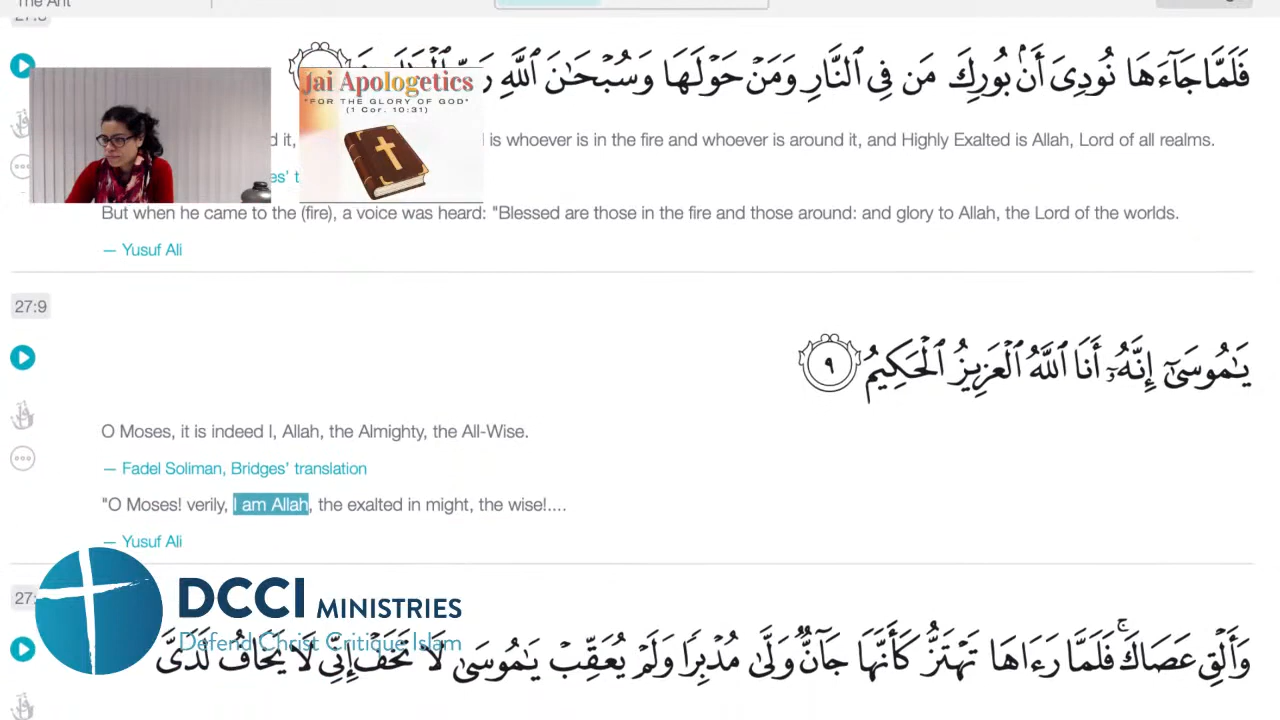 The Ant
27:8
فَلَمَّا جَآءَهَا نُودِىَ أَنۢ بُورِكَ مَن فِى ٱلنَّارِ وَمَنْ حَوْلَهَا وَسُبْحَـٰنَ ٱللَّهِ
Jai Apologetics
"FOR THE GLORY OF GOD"
(1 Cor. 10:31)
d it, is whoever is in the fire and whoever is around it, and Highly Exalted is Allah, Lord of all realms.
But when he came to the (fire), a voice was heard: "Blessed are those in the fire and those around: and glory to Allah, the Lord of the worlds.
— Yusuf Ali
27:9
يَـٰمُوسَىٰٓ إِنَّهُۥٓ أَنَا ٱللَّهُ ٱلْعَزِيزُ ٱلْحَكِيمُ ٩
O Moses, it is indeed I, Allah, the Almighty, the All-Wise.
— Fadel Soliman, Bridges’ translation
"O Moses! verily, I am Allah, the exalted in might, the wise!....
— Yusuf Ali
27:
وَأَلْقِ عَصَاكَ ۚ فَلَمَّا رَءَاهَا تَهْتَزُّ كَأَنَّهَا جَآنٌّ وَلَّىٰ مُدْبِرًا وَلَمْ يُعَقِّبْ ۚ يَـٰمُوسَىٰ لَا تَخَفْ إِنِّى لَا يَخَافُ لَدَىَّ
DCCI MINISTRIES
Defend Christ Critique Islam